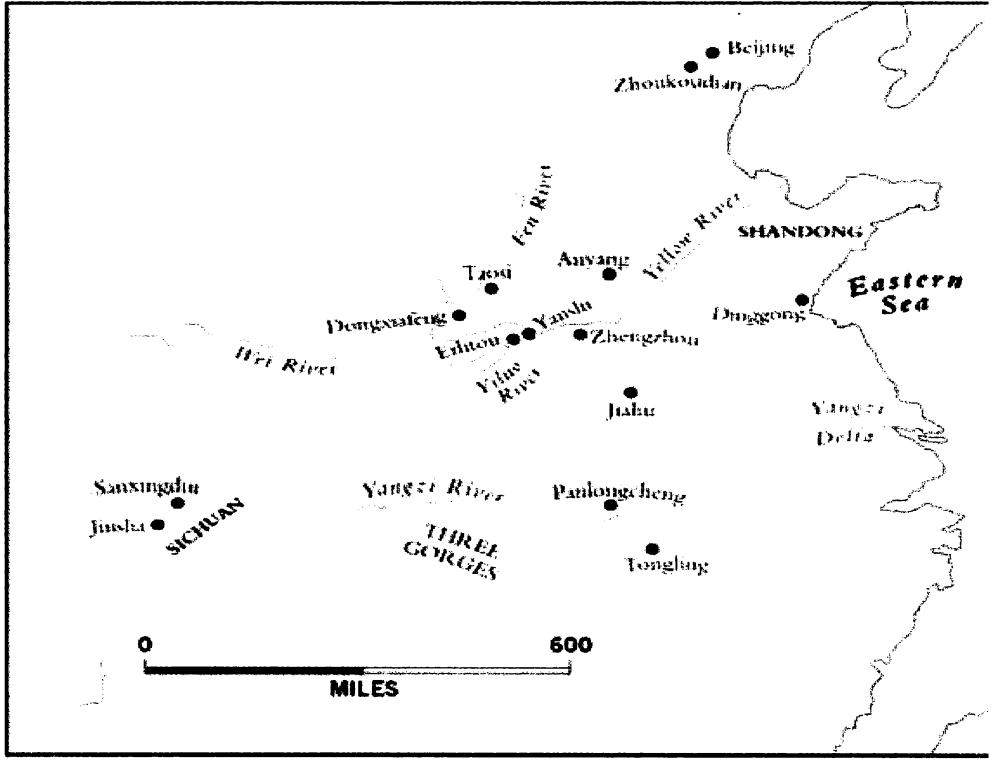 Beijing
Zhoukoudian
Fen River
Yellow River
SHANDONG
Taosi
Anyang
Eastern
Sea
Dongxiafeng
Dinggong
Erlitou
Yanshi
Zhengzhou
Wei River
Yiluo
River
Jiahu
Yangzi
Delta
Sanxingdui
Yangzi River
Panlongcheng
Jinsha
SICHUAN
THREE
GORGES
Tongling
0
600
MILES